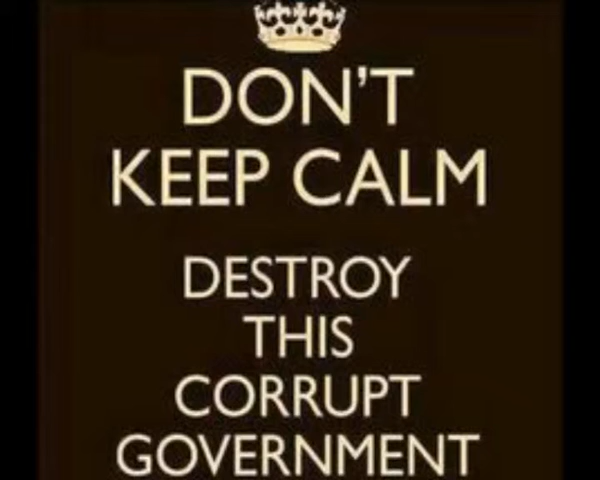 DON'T
KEEP CALM
DESTROY
THIS
CORRUPT
GOVERNMENT